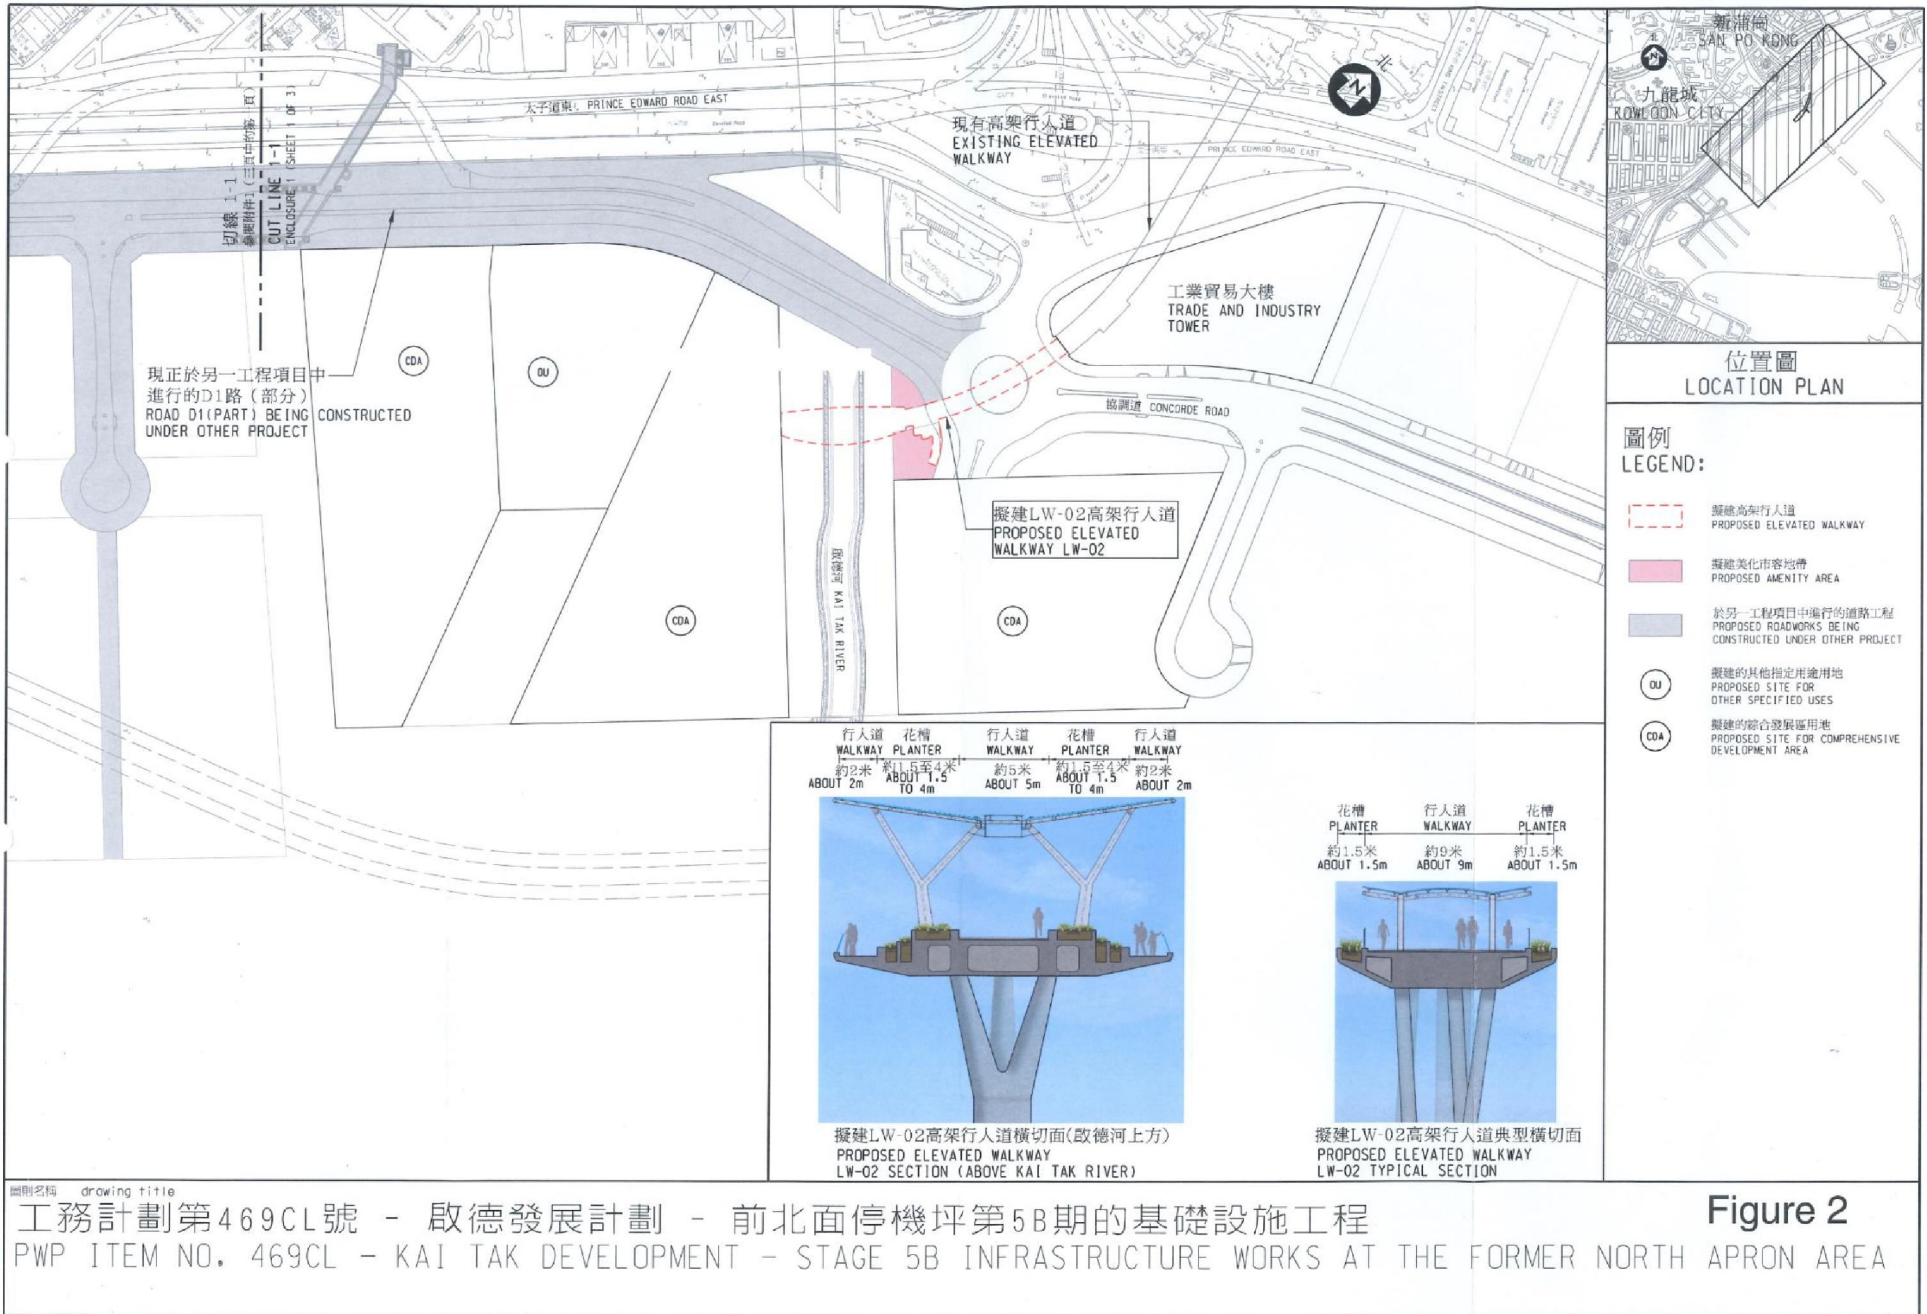 太子道東 PRINCE EDWARD ROAD EAST
現有高架行人道
EXISTING ELEVATED
WALKWAY
PRINCE EDWARD ROAD EAST
北
N
切線 1-1
CUT LINE 1-1
ENCLOSURE 1 (SHEET 1 OF 3)
工業貿易大樓
TRADE AND INDUSTRY
TOWER
現正於另一工程項目中
進行的D1路（部分）
ROAD D1(PART) BEING CONSTRUCTED
UNDER OTHER PROJECT
CDA
OU
協調道 CONCORDE ROAD
擬建LW-02高架行人道
PROPOSED ELEVATED
WALKWAY LW-02
啟德河 KAI TAK RIVER
CDA
CDA
新蒲崗
SAN PO KONG
北
N
九龍城
KOWLOON CITY
位置圖
LOCATION PLAN
圖例
LEGEND:
擬建高架行人道
PROPOSED ELEVATED WALKWAY
擬建美化市容地帶
PROPOSED AMENITY AREA
於另一工程項目中進行的道路工程
PROPOSED ROADWORKS BEING
CONSTRUCTED UNDER OTHER PROJECT
OU
擬建的其他指定用途用地
PROPOSED SITE FOR
OTHER SPECIFIED USES
CDA
擬建的綜合發展區用地
PROPOSED SITE FOR COMPREHENSIVE
DEVELOPMENT AREA
行人道 花槽 行人道 花槽 行人道
WALKWAY PLANTER WALKWAY PLANTER WALKWAY
約2米 約1.5至4米 約5米 約1.5至4米 約2米
ABOUT 2m ABOUT 1.5 ABOUT 5m ABOUT 1.5 ABOUT 2m
TO 4m TO 4m
擬建LW-02高架行人道橫切面(啟德河上方)
PROPOSED ELEVATED WALKWAY
LW-02 SECTION (ABOVE KAI TAK RIVER)
花槽 行人道 花槽
PLANTER WALKWAY PLANTER
約1.5米 約9米 約1.5米
ABOUT 1.5m ABOUT 9m ABOUT 1.5m
擬建LW-02高架行人道典型橫切面
PROPOSED ELEVATED WALKWAY
LW-02 TYPICAL SECTION
圖則名稱 drawing title
工務計劃第469CL號 - 啟德發展計劃 - 前北面停機坪第5B期的基礎設施工程
Figure 2
PWP ITEM NO. 469CL - KAI TAK DEVELOPMENT - STAGE 5B INFRASTRUCTURE WORKS AT THE FORMER NORTH APRON AREA